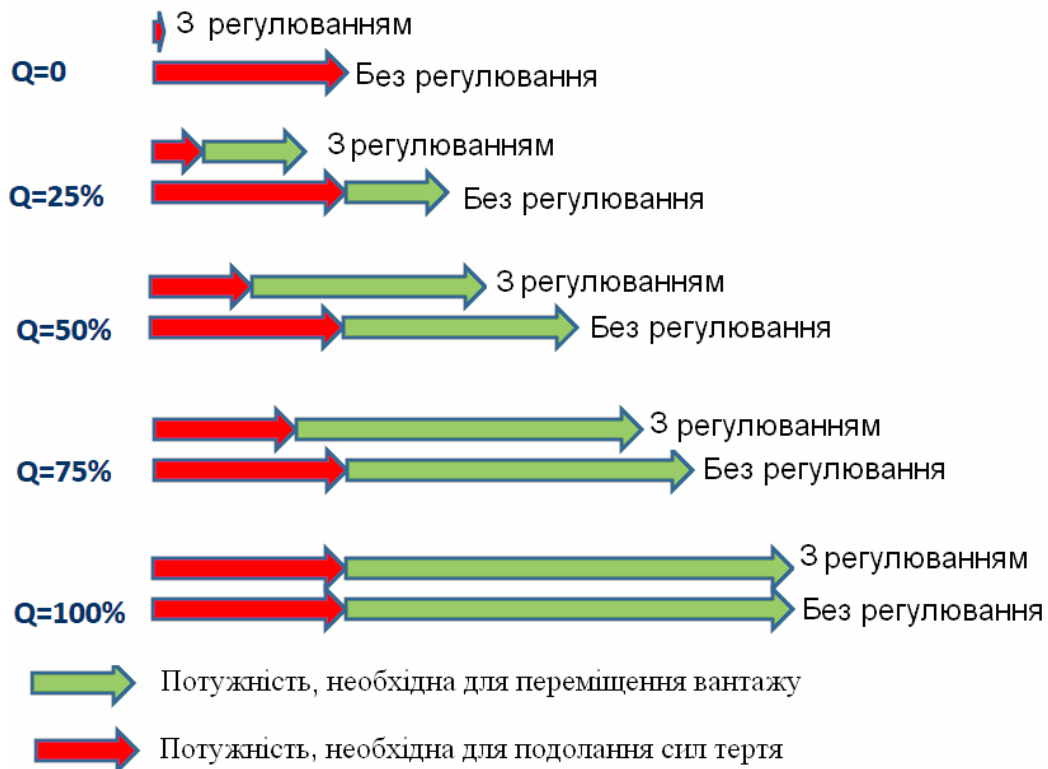 З регулюванням
Q=0
Без регулювання
З регулюванням
Q=25%
Без регулювання
З регулюванням
Q=50%
Без регулювання
З регулюванням
Q=75%
Без регулювання
З регулюванням
Q=100%
Без регулювання
Потужність, необхідна для переміщення вантажу
Потужність, необхідна для подолання сил тертя